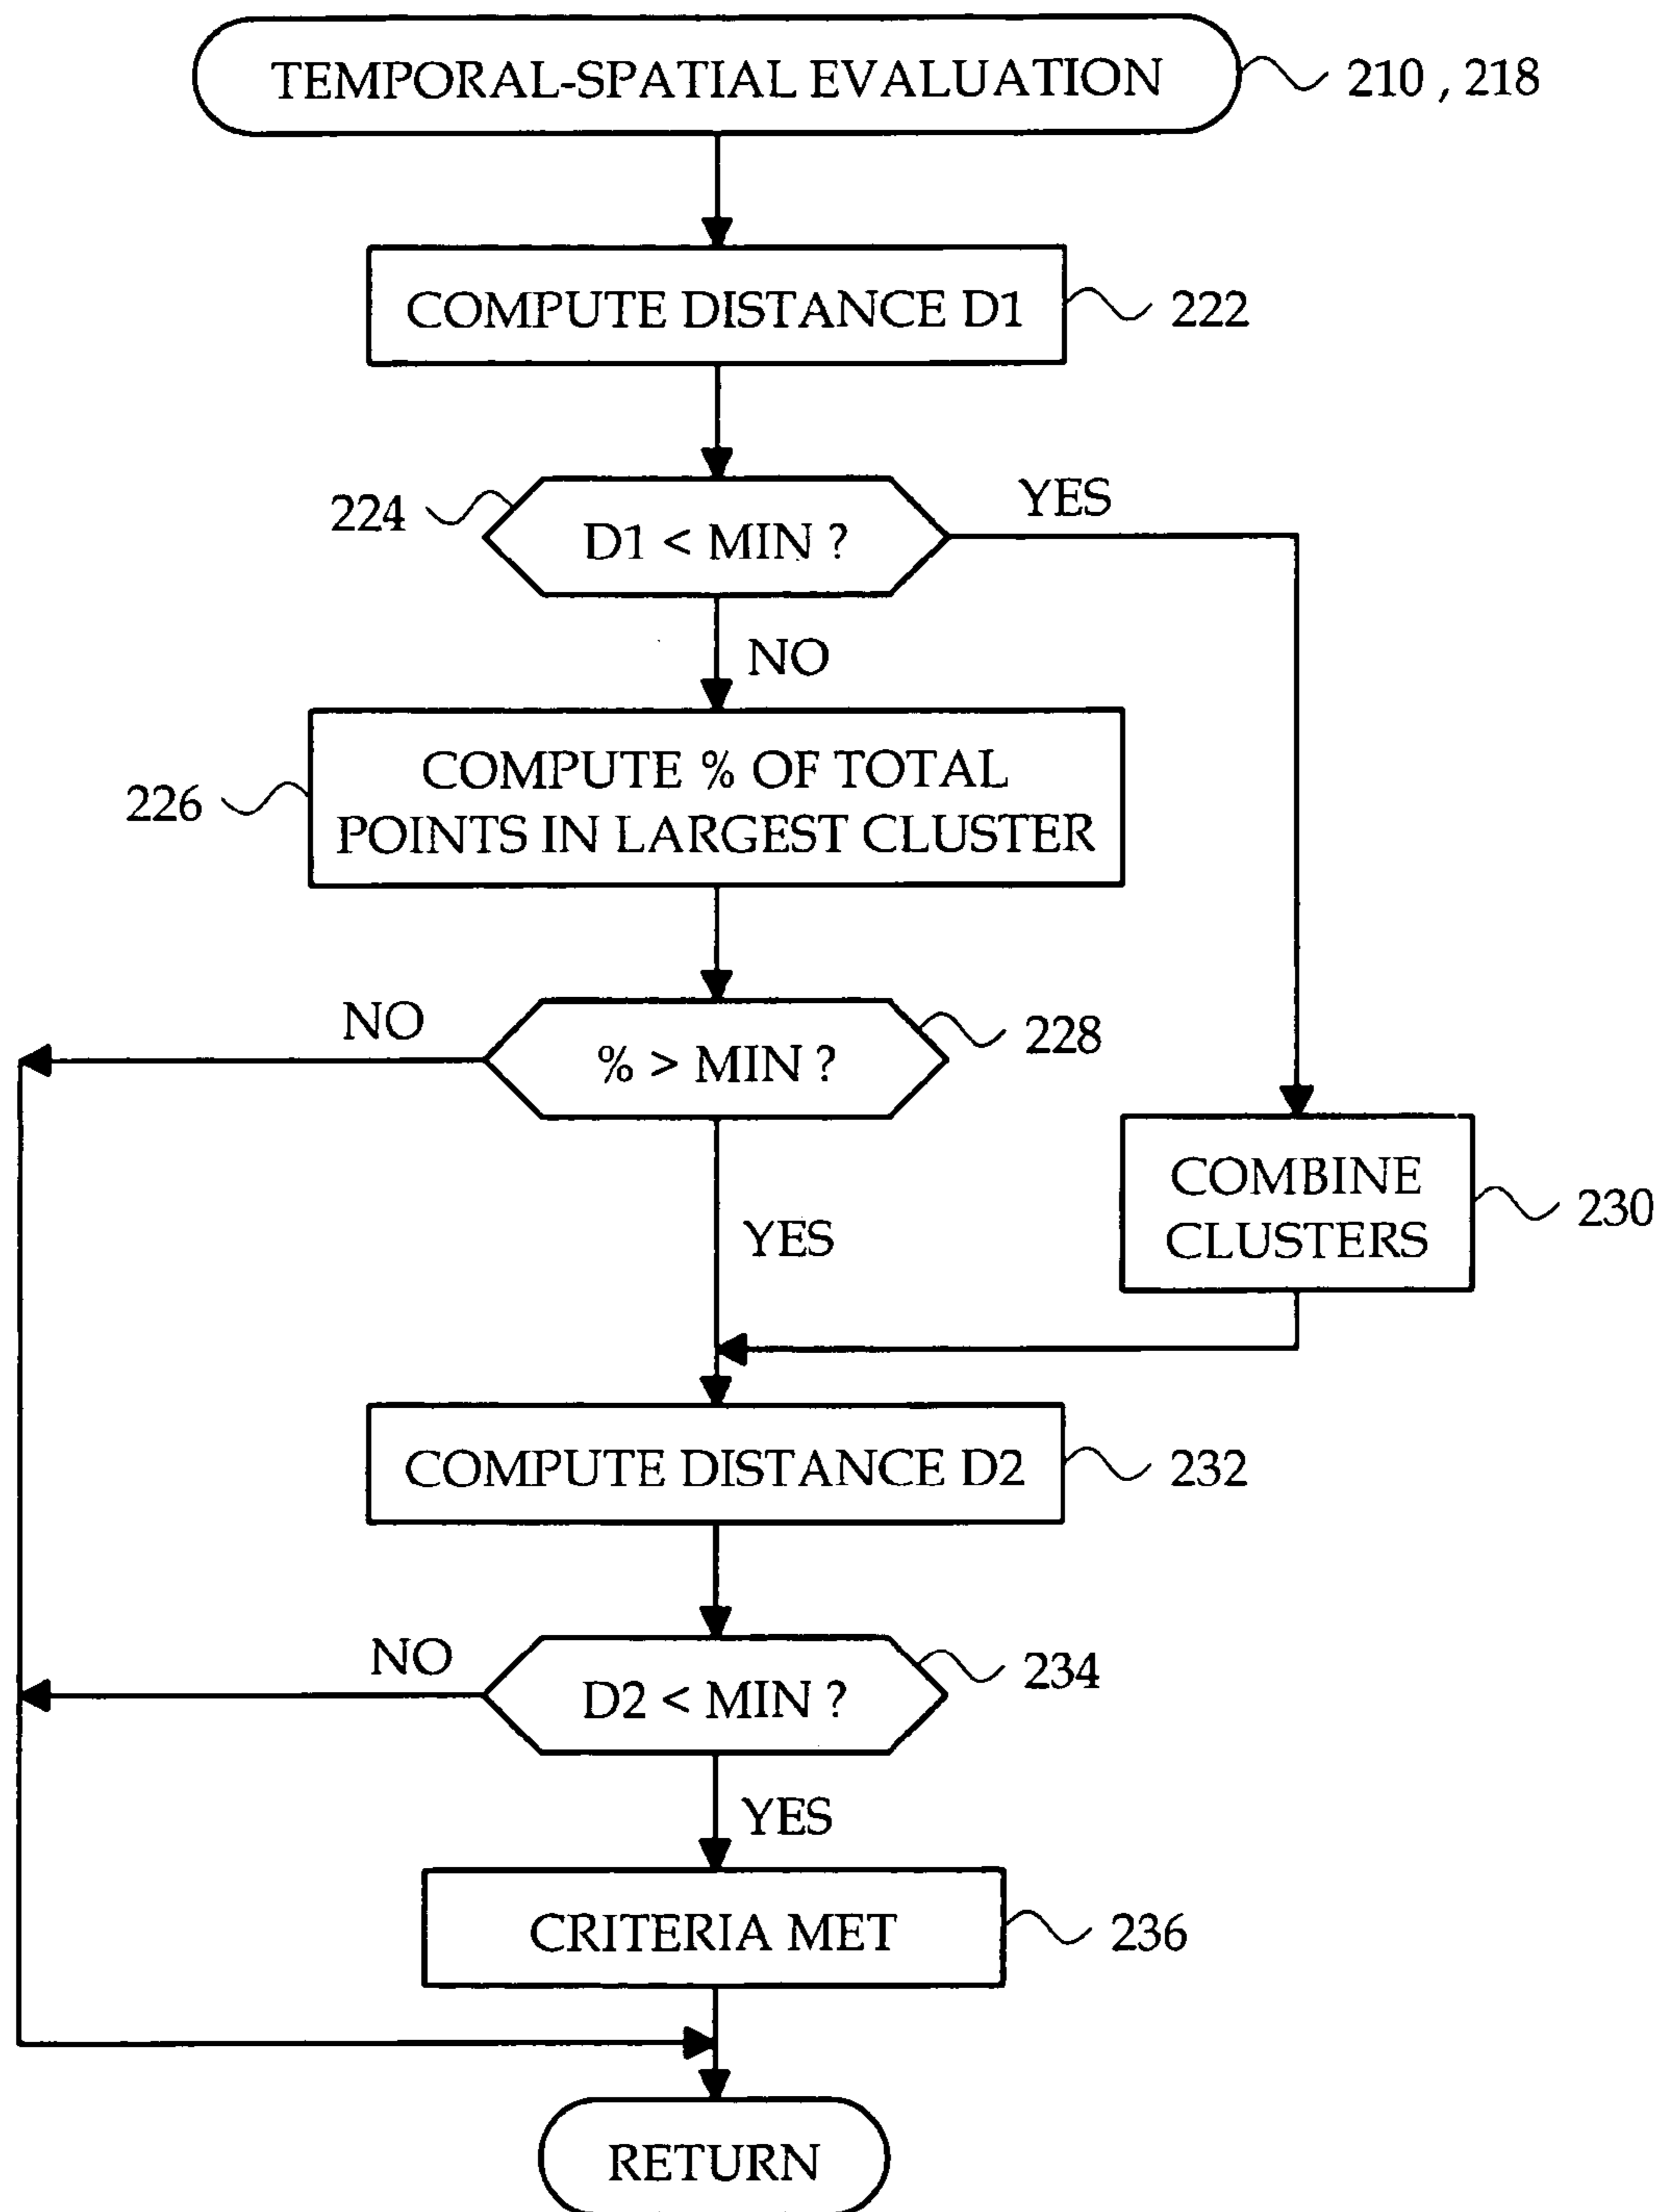 TEMPORAL-SPATIAL EVALUATION
210 , 218
COMPUTE DISTANCE D1
222
224
D1 < MIN ?
YES
NO
COMPUTE % OF TOTAL
POINTS IN LARGEST CLUSTER
226
NO
% > MIN ?
228
YES
COMBINE
CLUSTERS
230
COMPUTE DISTANCE D2
232
NO
D2 < MIN ?
234
YES
CRITERIA MET
236
RETURN